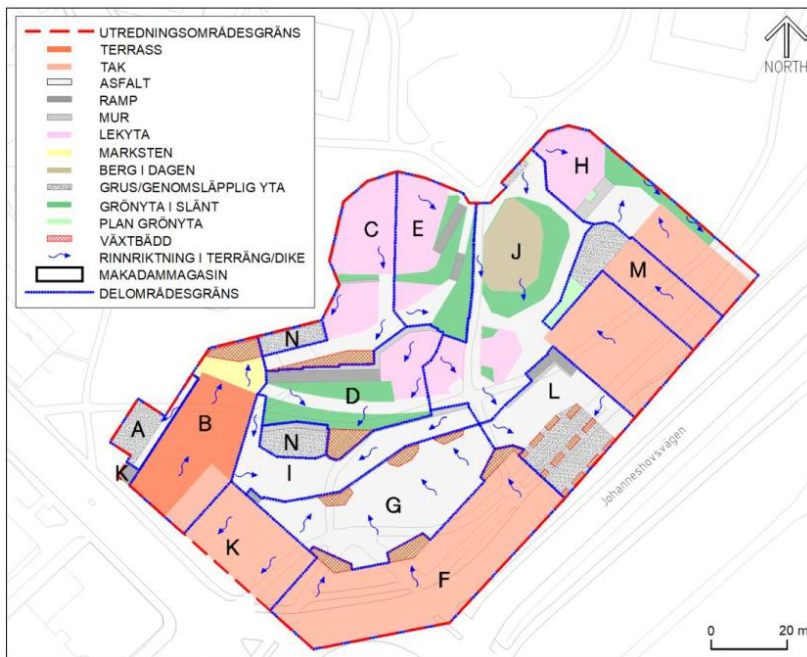 UTREDNINGSOMRÅDESGRÄNS
TERRASS
TAK
ASFALT
RAMP
MUR
LEKYTA
MARKSTEN
BERG I DAGEN
GRUS/GENOMSLÄPPLIG YTA
GRÖNYTA I SLÄNT
PLAN GRÖNYTA
VÄXTBÄDD
RINNRIKTNING I TERRÄNG/DIKE
MAKADAMMAGASIN
DELOMRÅDESGRÄNS
NORTH
H
C
E
J
M
N
D
L
A
B
N
K
I
G
K
F
Johanneshovsvägen
0 20 m